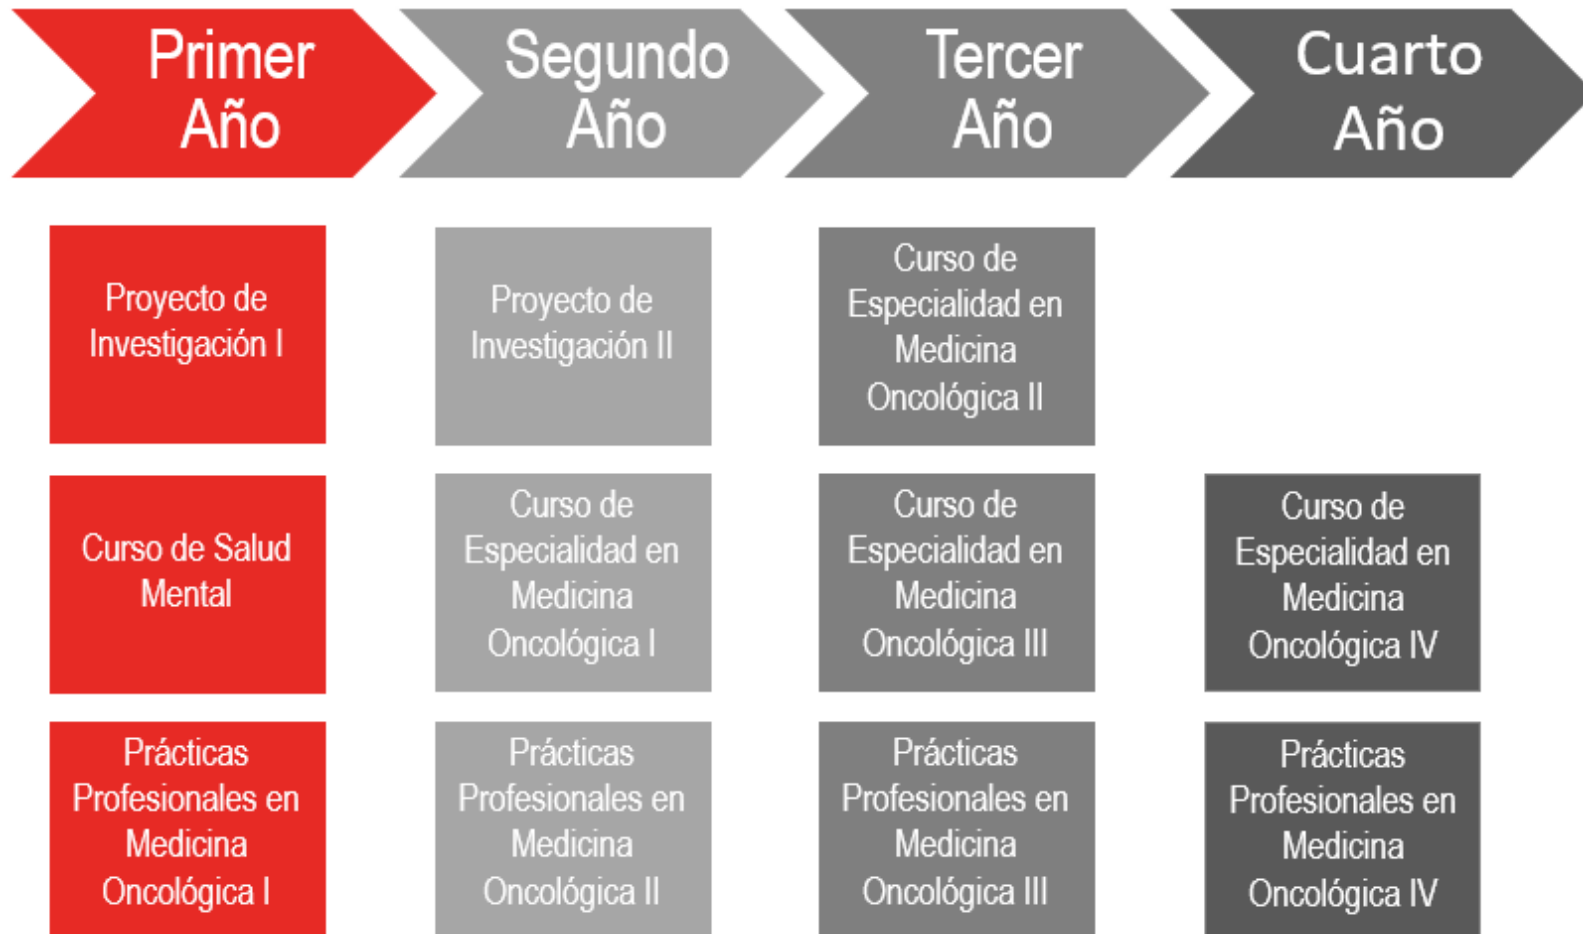 Primer
Año
Segundo
Año
Tercer
Año
Cuarto
Año
Proyecto de
Investigación I
Proyecto de
Investigación II
Curso de
Especialidad en
Medicina
Oncológica II
Curso de Salud
Mental
Curso de
Especialidad en
Medicina
Oncológica I
Curso de
Especialidad en
Medicina
Oncológica III
Curso de
Especialidad en
Medicina
Oncológica IV
Prácticas
Profesionales en
Medicina
Oncológica I
Prácticas
Profesionales en
Medicina
Oncológica II
Prácticas
Profesionales en
Medicina
Oncológica III
Prácticas
Profesionales en
Medicina
Oncológica IV